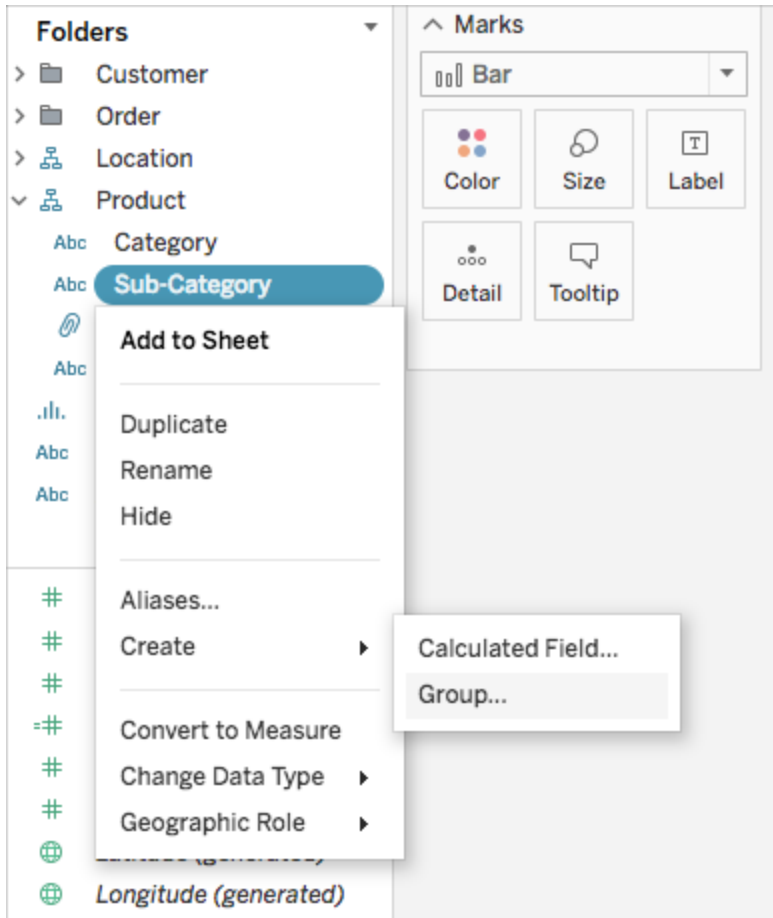 Folders
Customer
Order
Location
Product
Abc Category
Abc Sub-Category
Abc
Abc
Abc
Add to Sheet
Duplicate
Rename
Hide
Aliases...
Create
Convert to Measure
Change Data Type
Geographic Role
Calculated Field...
Group...
Latitude (generated)
Longitude (generated)
Marks
Bar
Color
Size
T
Label
Detail
Tooltip